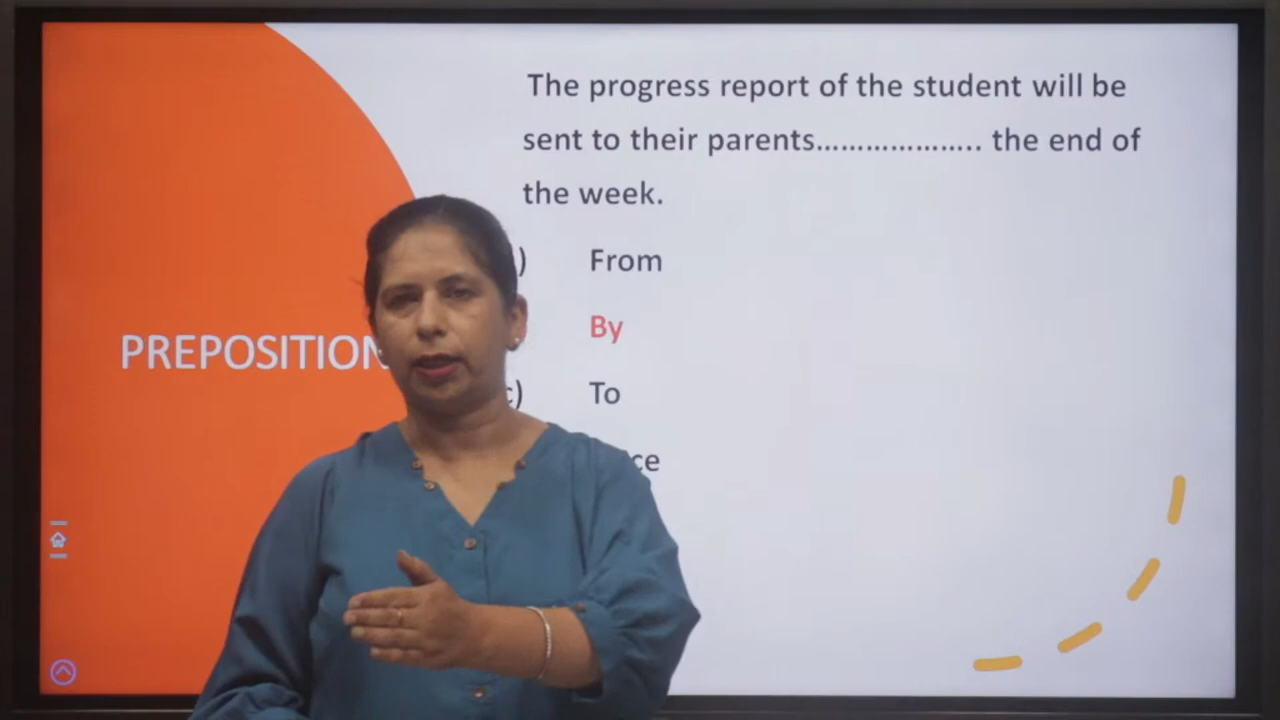 The progress report of the student will be
sent to their parents……………….. the end of
the week.
) From
By
PREPOSITION
c) To
ce